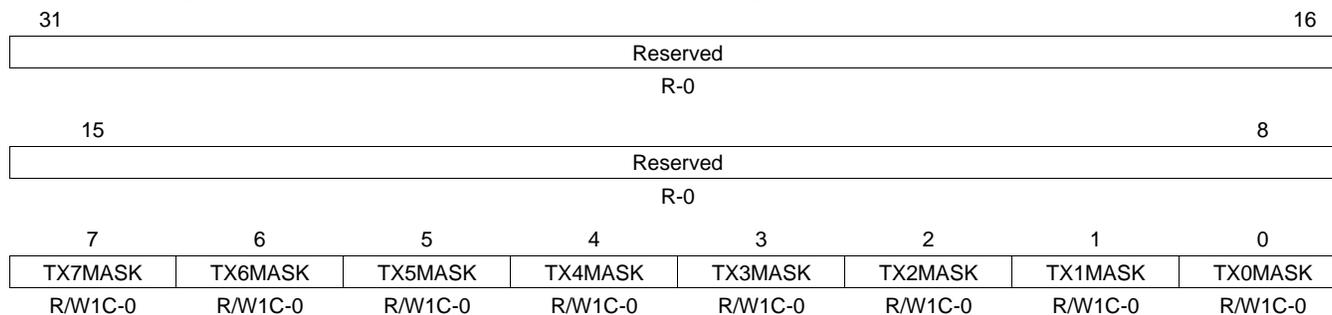 31 16
Reserved
R-0
15 8
Reserved
R-0
7 6 5 4 3 2 1 0
TX7MASK TX6MASK TX5MASK TX4MASK TX3MASK TX2MASK TX1MASK TX0MASK
R/W1C-0 R/W1C-0 R/W1C-0 R/W1C-0 R/W1C-0 R/W1C-0 R/W1C-0 R/W1C-0